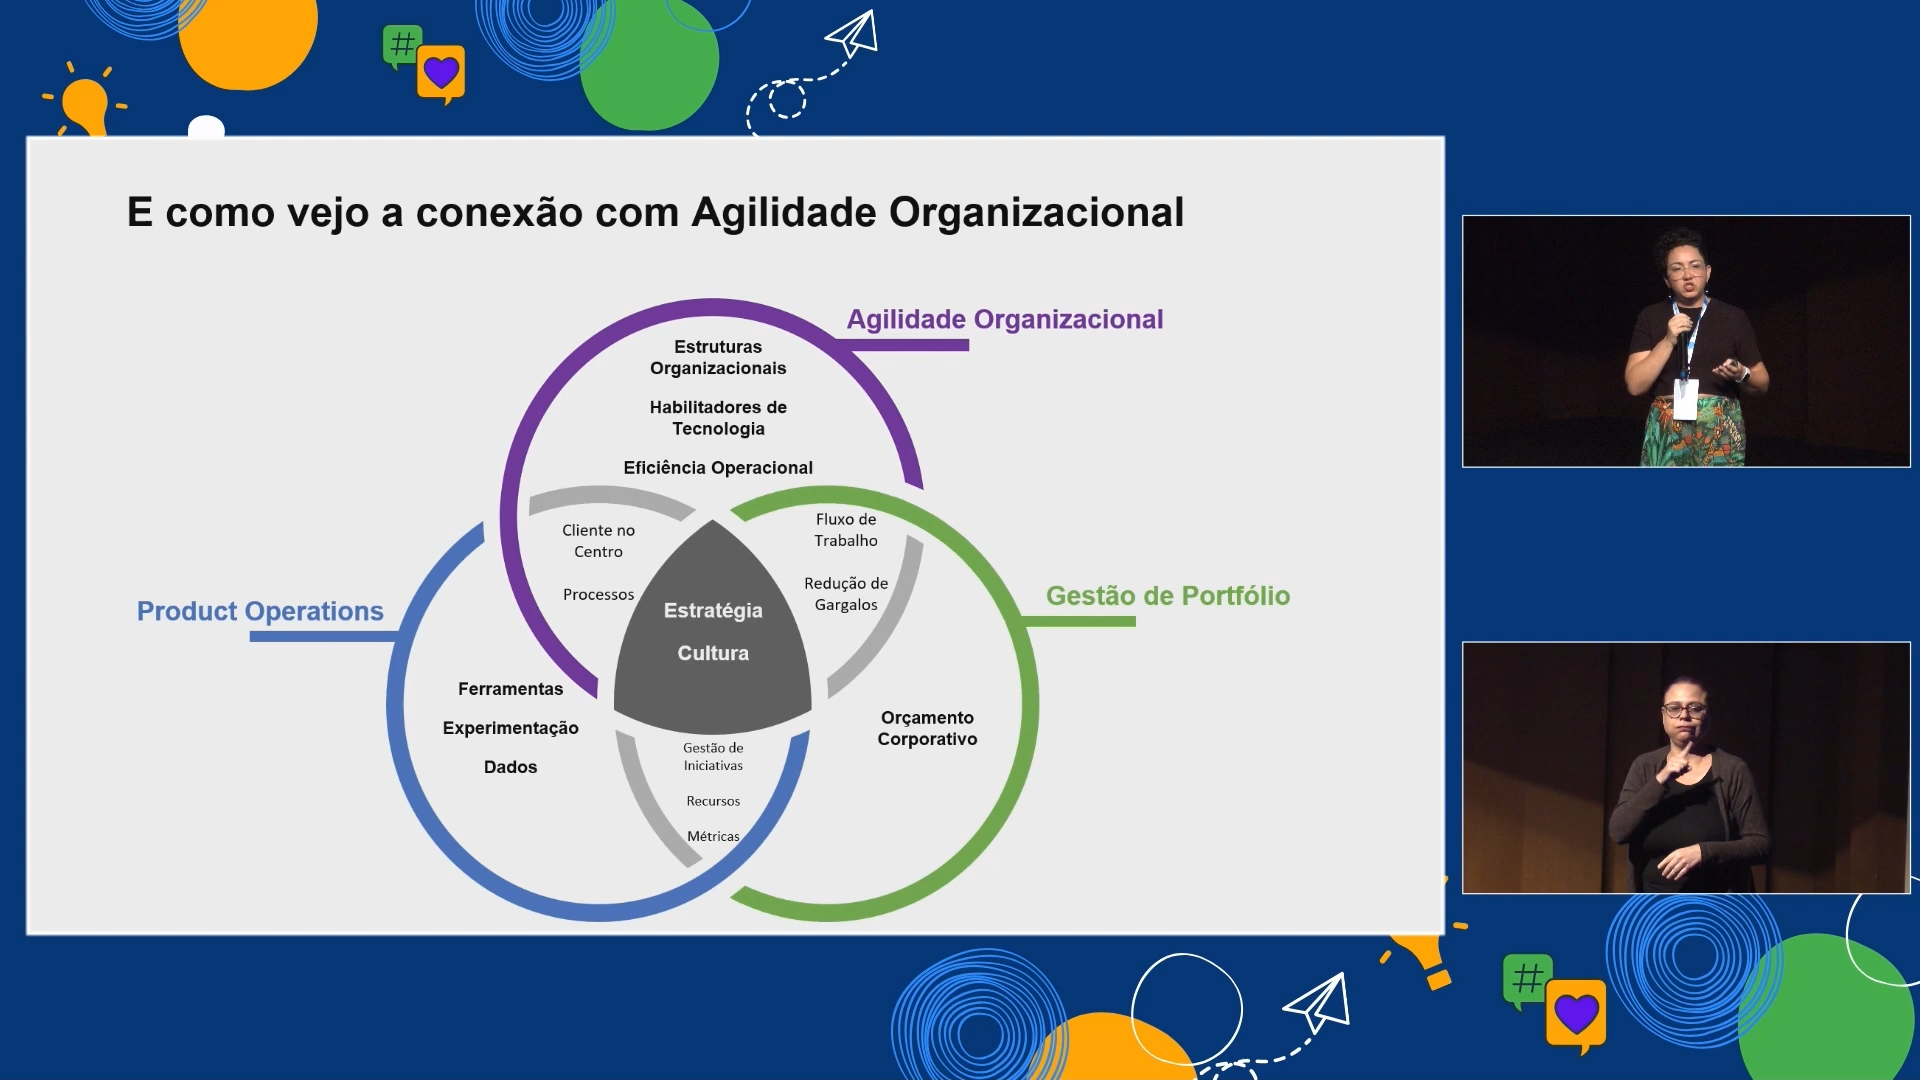 E como vejo a conexão com Agilidade Organizacional
Agilidade Organizacional
Estruturas
Organizacionais
Habilitadores de
Tecnologia
Eficiência Operacional
Cliente no
Centro
Processos
Fluxo de
Trabalho
Redução de
Gargalos
Estratégia
Cultura
Product Operations
Gestão de Portfólio
Ferramentas
Experimentação
Dados
Orçamento
Corporativo
Gestão de
Iniciativas
Recursos
Métricas
#
#